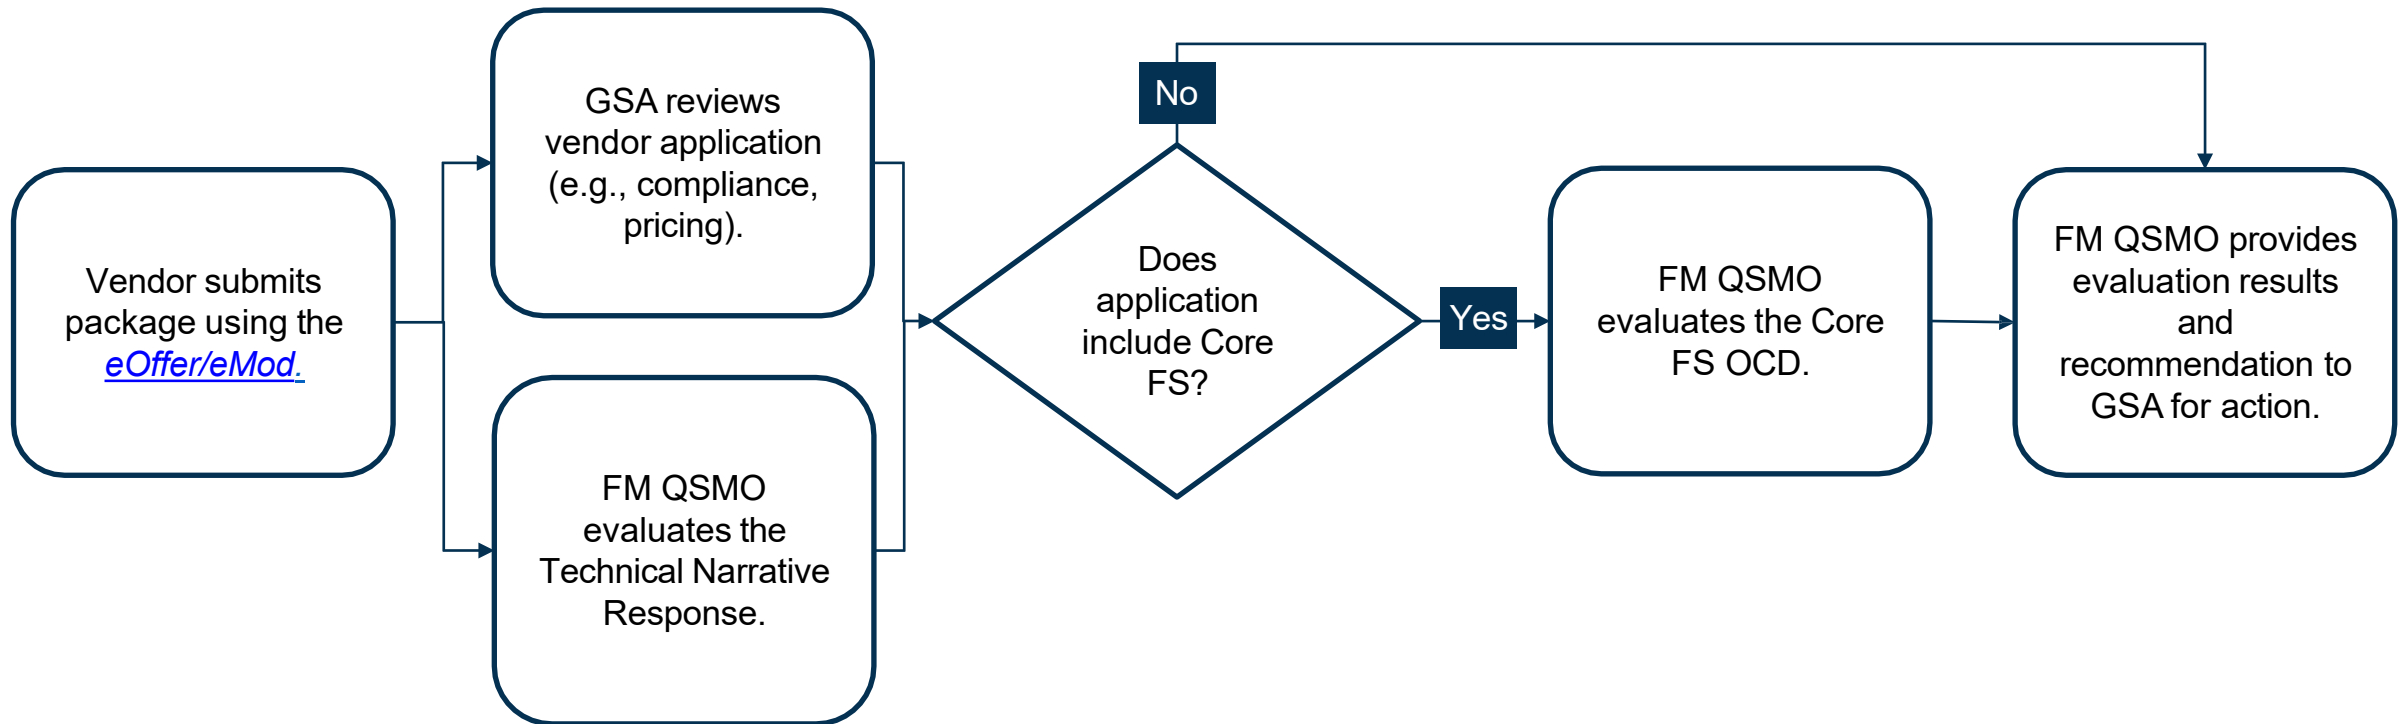 Vendor submits
package using the
eOffer/eMod.
GSA reviews
vendor application
(e.g., compliance,
pricing).
FM QSMO
evaluates the
Technical Narrative
Response.
Does
application
include Core
FS?
No
Yes
FM QSMO
evaluates the Core
FS OCD.
FM QSMO provides
evaluation results
and
recommendation to
GSA for action.